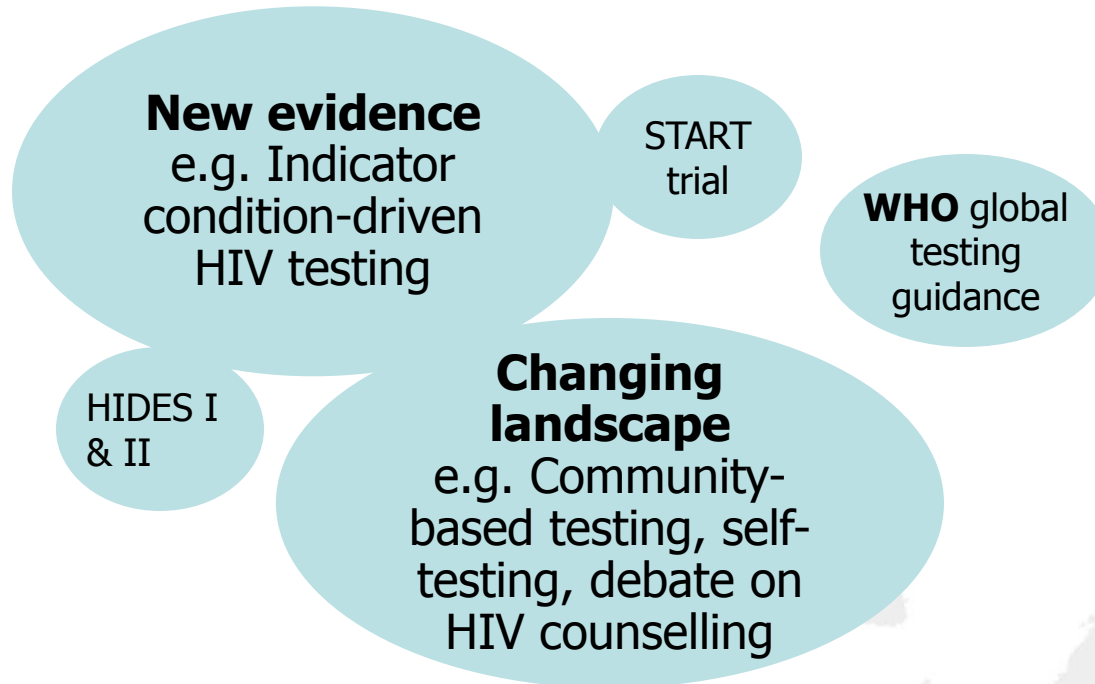 New evidence
e.g. Indicator
condition-driven
HIV testing
START
trial
WHO global
testing
guidance
HIDES I
& II
Changing
landscape
e.g. Community-
based testing, self-
testing, debate on
HIV counselling